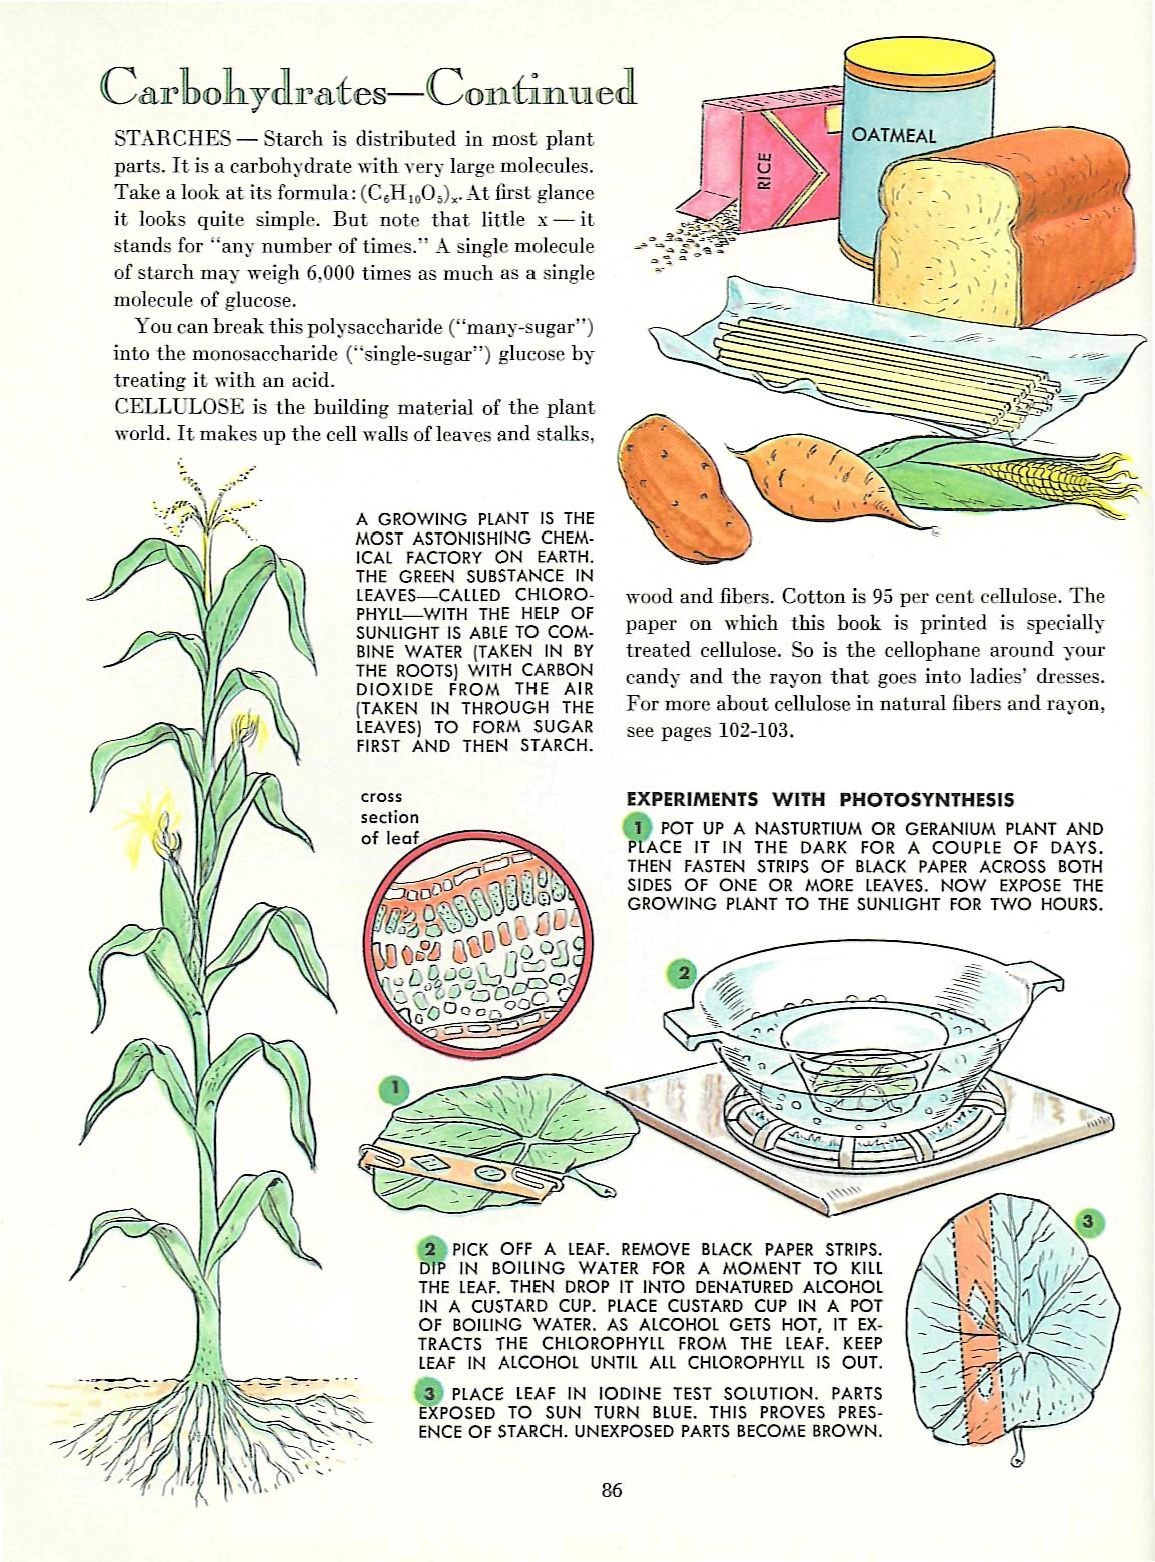 Carbohydrates—Continued
STARCHES — Starch is distributed in most plant
parts. It is a carbohydrate with very large molecules.
Take a look at its formula: (C₆H₁₀O₅)ₓ. At first glance
it looks quite simple. But note that little x — it
stands for "any number of times." A single molecule
of starch may weigh 6,000 times as much as a single
molecule of glucose.
You can break this polysaccharide ("many-sugar")
into the monosaccharide ("single-sugar") glucose by
treating it with an acid.
CELLULOSE is the building material of the plant
world. It makes up the cell walls of leaves and stalks,
RICE
OATMEAL
A GROWING PLANT IS THE
MOST ASTONISHING CHEM-
ICAL FACTORY ON EARTH.
THE GREEN SUBSTANCE IN
LEAVES—CALLED CHLORO-
PHYLL—WITH THE HELP OF
SUNLIGHT IS ABLE TO COM-
BINE WATER (TAKEN IN BY
THE ROOTS) WITH CARBON
DIOXIDE FROM THE AIR
(TAKEN IN THROUGH THE
LEAVES) TO FORM SUGAR
FIRST AND THEN STARCH.
wood and fibers. Cotton is 95 per cent cellulose. The
paper on which this book is printed is specially
treated cellulose. So is the cellophane around your
candy and the rayon that goes into ladies' dresses.
For more about cellulose in natural fibers and rayon,
see pages 102-103.
cross
section
of leaf
EXPERIMENTS WITH PHOTOSYNTHESIS
1 POT UP A NASTURTIUM OR GERANIUM PLANT AND
PLACE IT IN THE DARK FOR A COUPLE OF DAYS.
THEN FASTEN STRIPS OF BLACK PAPER ACROSS BOTH
SIDES OF ONE OR MORE LEAVES. NOW EXPOSE THE
GROWING PLANT TO THE SUNLIGHT FOR TWO HOURS.
2
1
3
2 PICK OFF A LEAF. REMOVE BLACK PAPER STRIPS.
DIP IN BOILING WATER FOR A MOMENT TO KILL
THE LEAF. THEN DROP IT INTO DENATURED ALCOHOL
IN A CUSTARD CUP. PLACE CUSTARD CUP IN A POT
OF BOILING WATER. AS ALCOHOL GETS HOT, IT EX-
TRACTS THE CHLOROPHYLL FROM THE LEAF. KEEP
LEAF IN ALCOHOL UNTIL ALL CHLOROPHYLL IS OUT.
3 PLACE LEAF IN IODINE TEST SOLUTION. PARTS
EXPOSED TO SUN TURN BLUE. THIS PROVES PRES-
ENCE OF STARCH. UNEXPOSED PARTS BECOME BROWN.
86